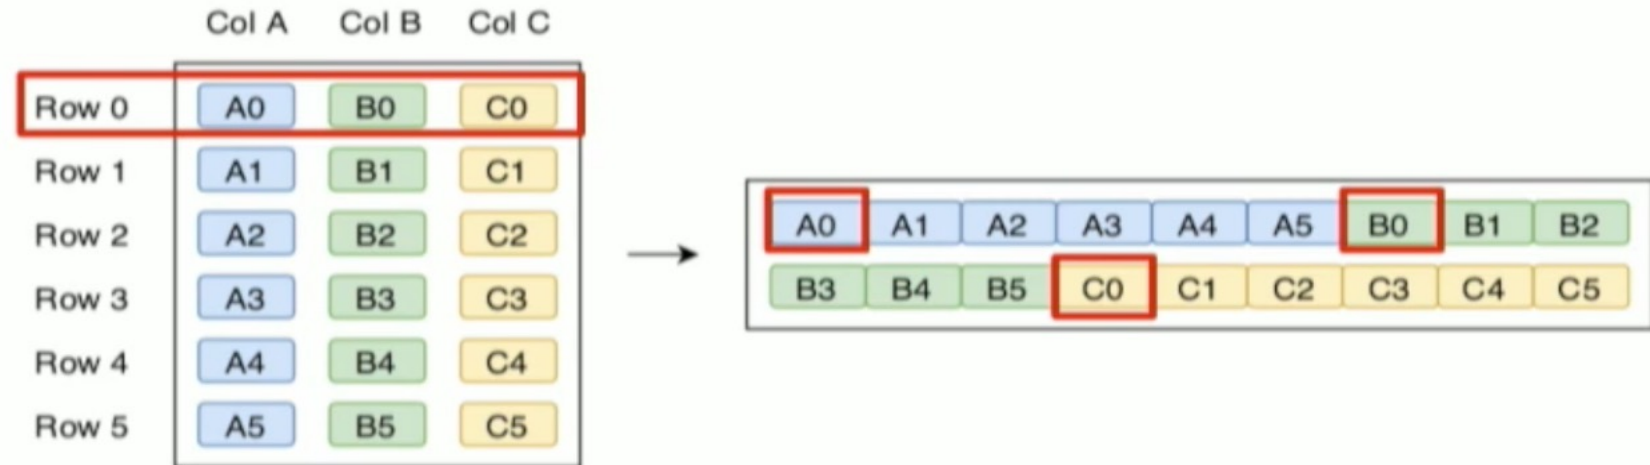 Col A Col B Col C
Row 0 A0 B0 C0
Row 1 A1 B1 C1
Row 2 A2 B2 C2
Row 3 A3 B3 C3
Row 4 A4 B4 C4
Row 5 A5 B5 C5
A0 A1 A2 A3 A4 A5 B0 B1 B2
B3 B4 B5 C0 C1 C2 C3 C4 C5